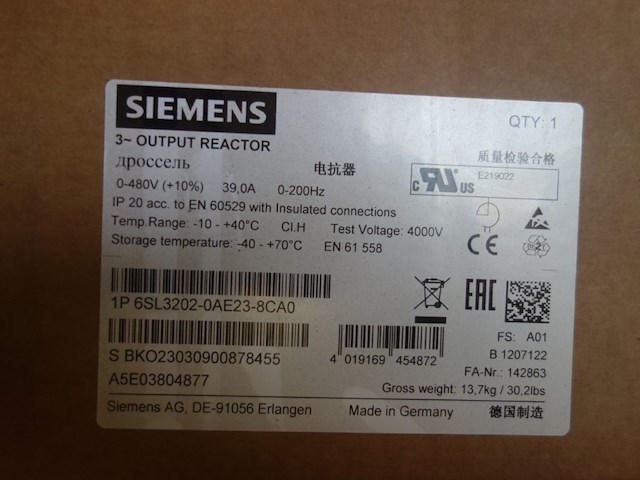 SIEMENS
QTY: 1
3~ OUTPUT REACTOR
дроссель
电抗器
质量检验合格
0-480V (+10%) 39,0A 0-200Hz
C RU US E219022
IP 20 acc. to EN 60529 with Insulated connections
Temp.Range: -10 - +40°C Cl.H Test Voltage: 4000V
Storage temperature: -40 - +70°C EN 61 558
CE
1P 6SL3202-0AE23-8CA0
EAC
S BKO23030900878455
4 019169 454872
FS: A01
B 1207122
FA-Nr.: 142863
A5E03804877
Gross weight: 13,7kg / 30,2lbs
Siemens AG, DE-91056 Erlangen Made in Germany 德国制造